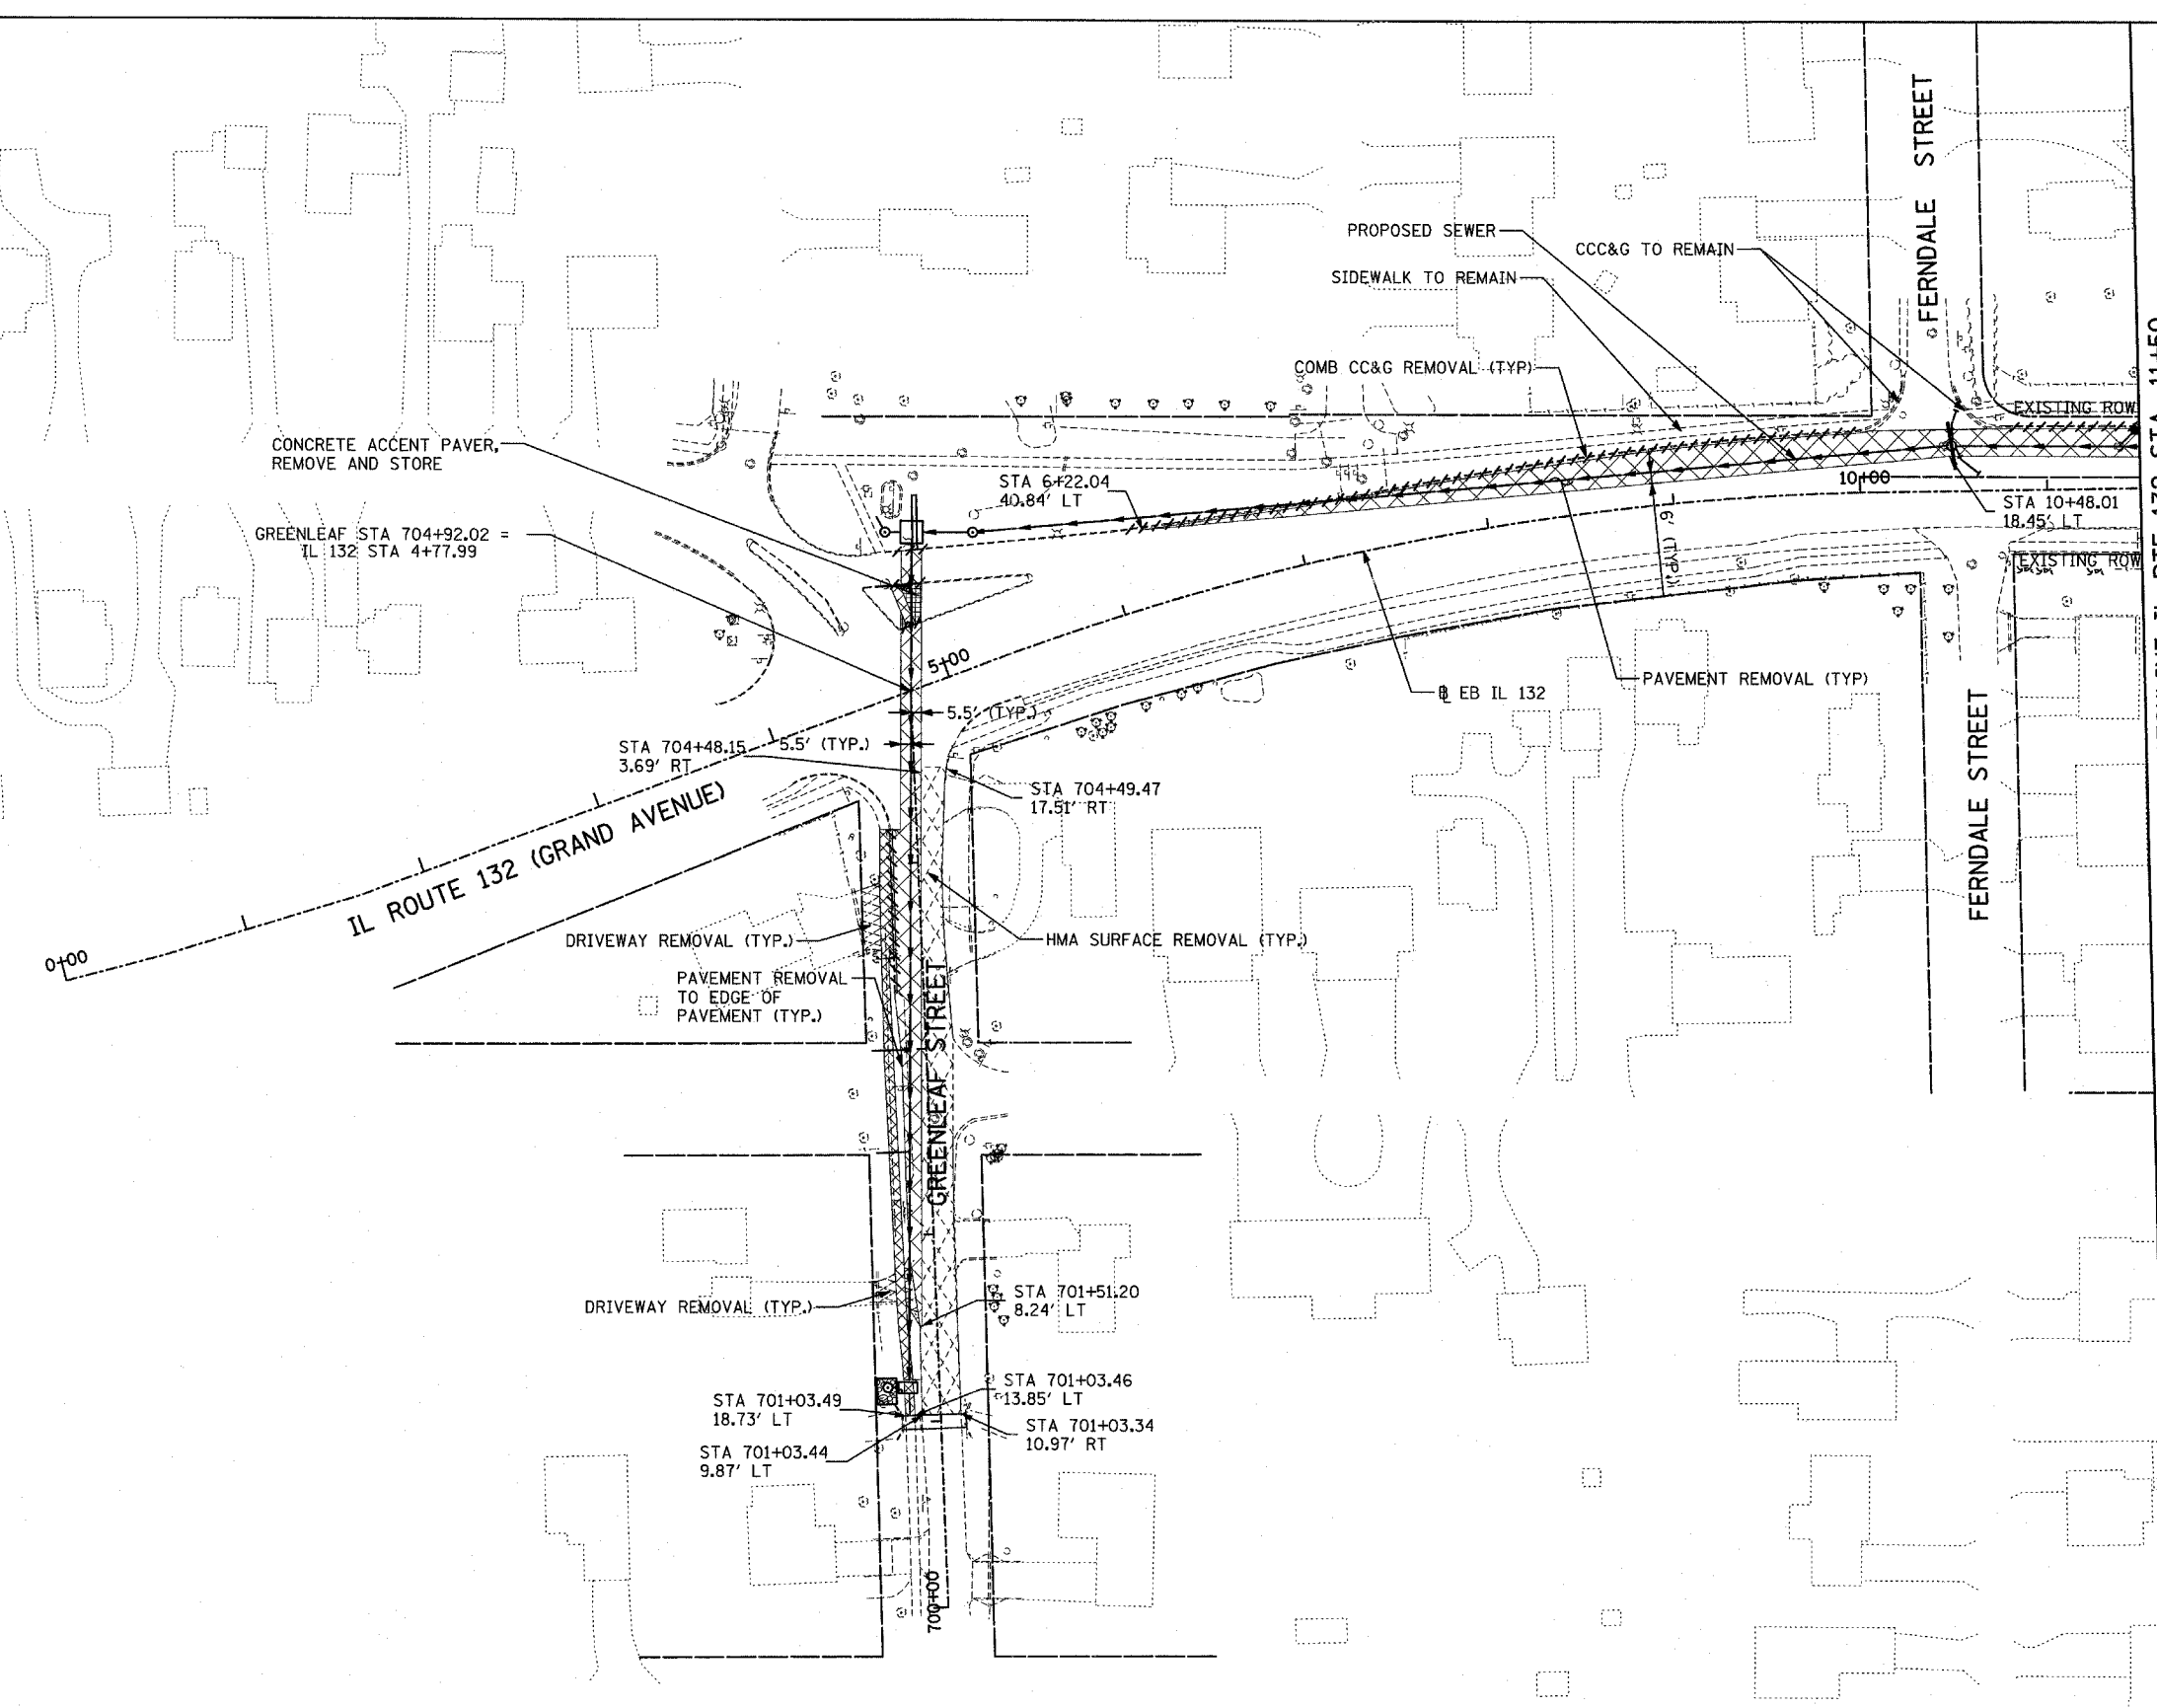 FERNDALE STREET
PROPOSED SEWER
CCC&G TO REMAIN
SIDEWALK TO REMAIN
COMB CC&G REMOVAL (TYP)
EXISTING ROW
CONCRETE ACCENT PAVER,
REMOVE AND STORE
STA 6+22.04
40.84' LT
10+00
STA 10+48.01
18.45' LT
GREENLEAF STA 704+92.02 =
IL 132 STA 4+77.99
6' (TYP.)
EXISTING ROW
5+00
PAVEMENT REMOVAL (TYP)
EB IL 132
5.5' (TYP.)
STA 704+48.15
3.69' RT
5.5' (TYP.)
STA 704+49.47
17.51' RT
IL ROUTE 132 (GRAND AVENUE)
FERNDALE STREET
0+00
DRIVEWAY REMOVAL (TYP.)
HMA SURFACE REMOVAL (TYP.)
PAVEMENT REMOVAL
TO EDGE OF
PAVEMENT (TYP.)
GREENLEAF STREET
DRIVEWAY REMOVAL (TYP.)
STA 701+51.20
8.24' LT
STA 701+03.49
18.73' LT
STA 701+03.46
13.85' LT
STA 701+03.34
10.97' RT
STA 701+03.44
9.87' LT
700+00